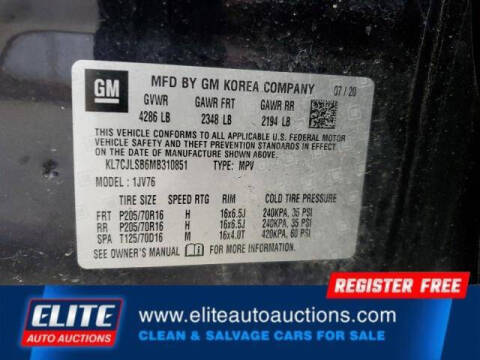 GM
MFD BY GM KOREA COMPANY 07/20
GVWR GAWR FRT GAWR RR
4286 LB 2348 LB 2194 LB
THIS VEHICLE CONFORMS TO ALL APPLICABLE U.S. FEDERAL MOTOR
VEHICLE SAFETY AND THEFT PREVENTION STANDARDS IN EFFECT
ON THE DATE OF MANUFACTURE SHOWN ABOVE.
KL7CJLSB6MB310851 TYPE: MPV
MODEL: 1JV76
TIRE SIZE SPEED RTG RIM COLD TIRE PRESSURE
FRT P205/70R16 H 16x6.5J 240KPA, 35 PSI
RR P205/70R16 H 16x6.5J 240KPA, 35 PSI
SPA T125/70D16 M 16x4.0T 420KPA, 60 PSI
SEE OWNER'S MANUAL FOR MORE INFORMATION.
REGISTER FREE
ELITE
AUTO AUCTIONS
www.eliteautoauctions.com
CLEAN & SALVAGE CARS FOR SALE